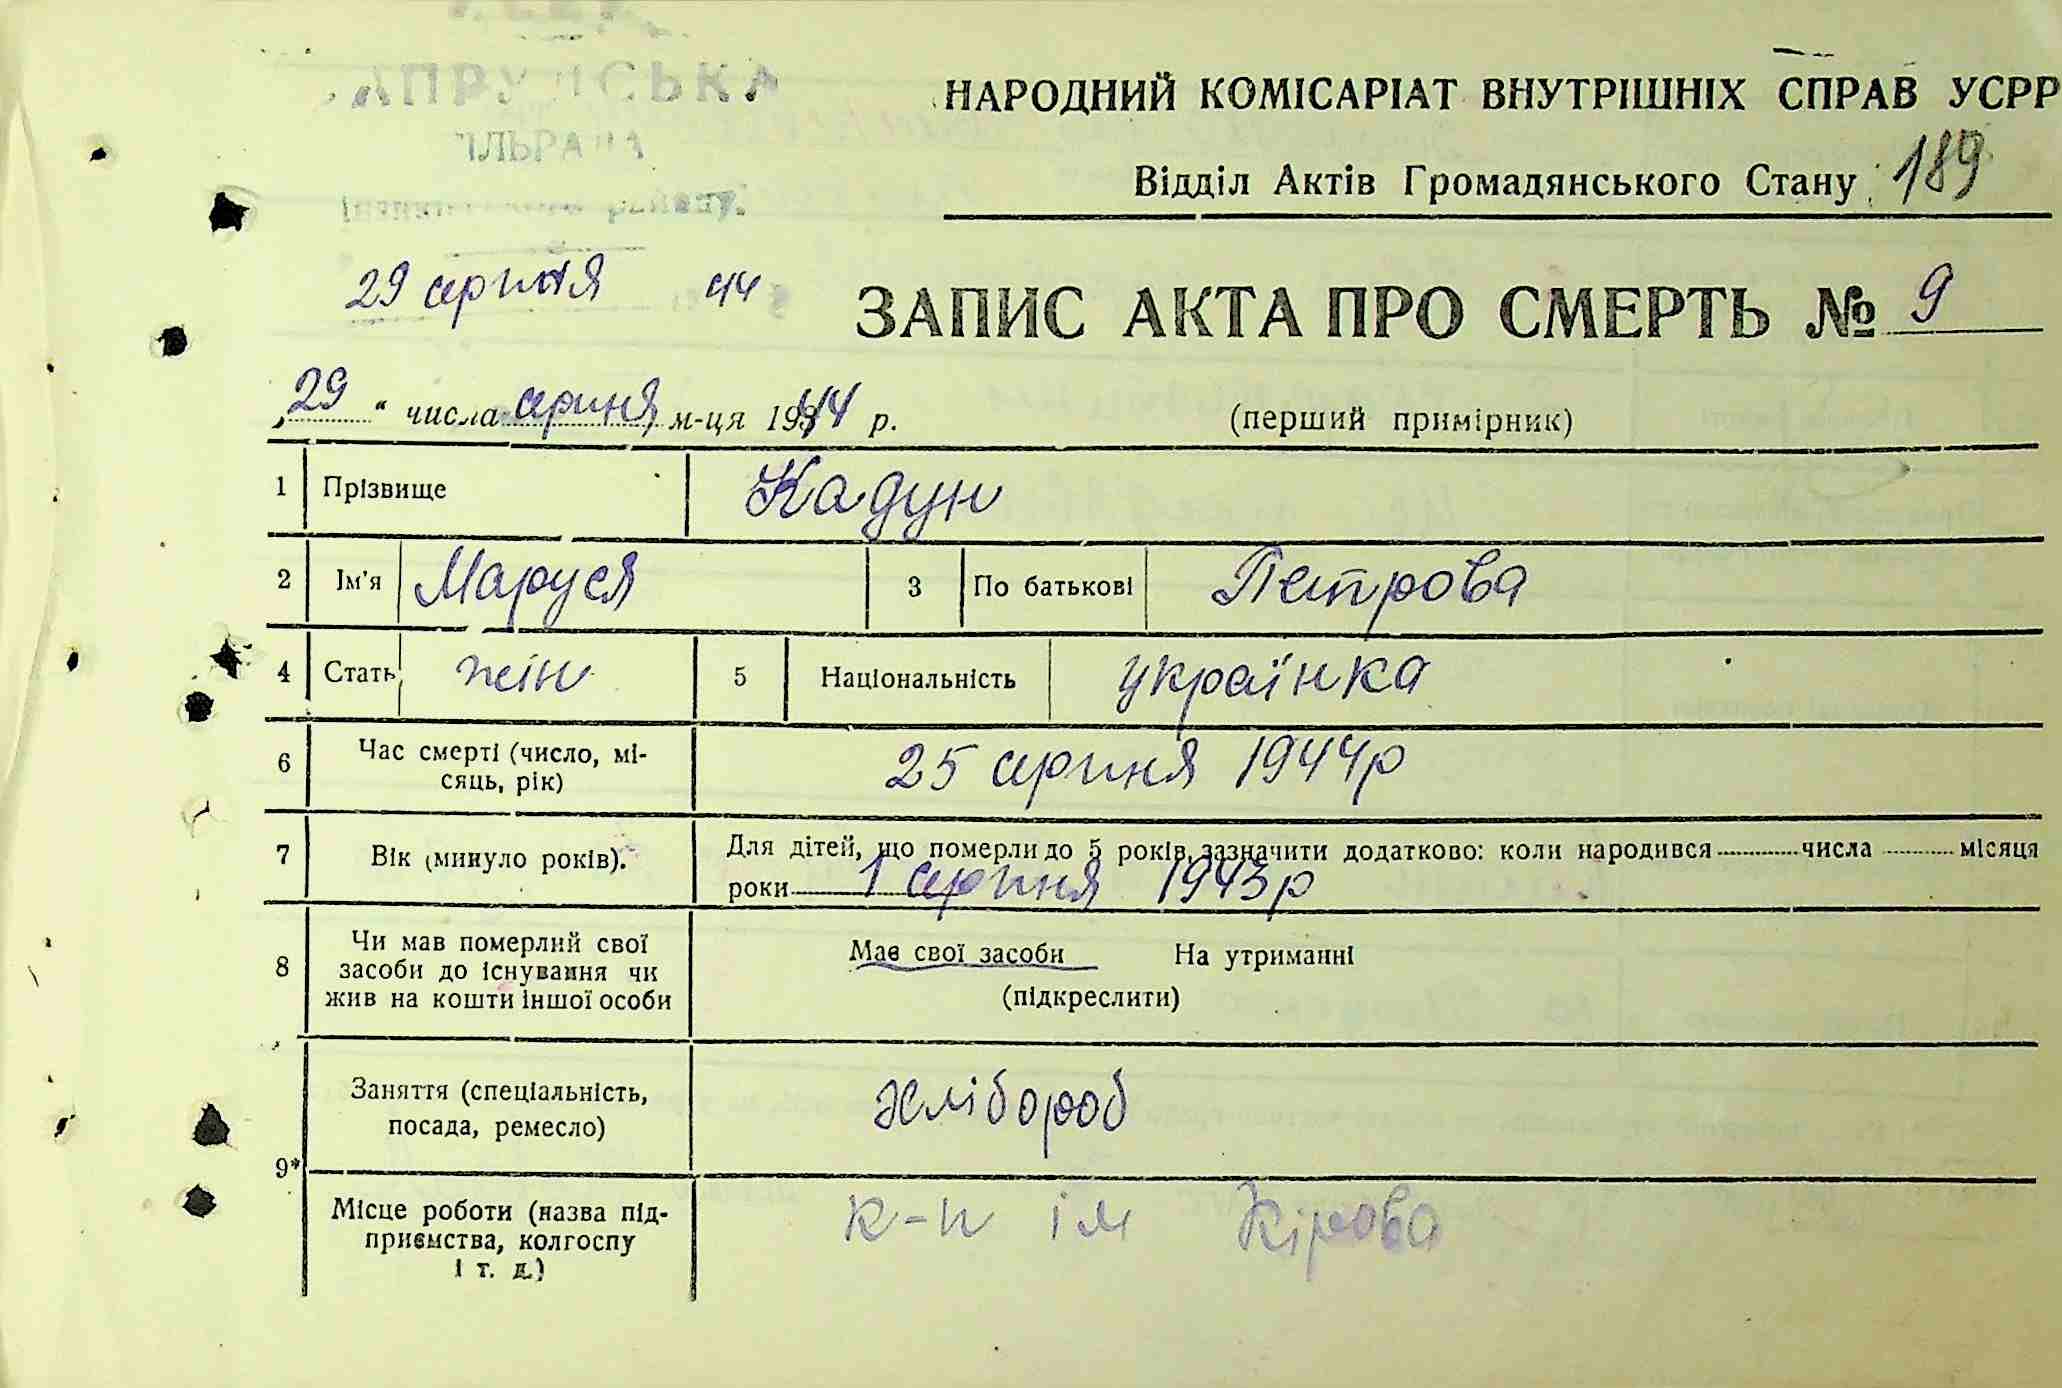 НАРОДНИЙ КОМІСАРІАТ ВНУТРІШНІХ СПРАВ УСРР
Відділ Актів Громадянського Стану 189
29 серпня 44
ЗАПИС АКТА ПРО СМЕРТЬ № 9
„29“ числа серпня м-ця 1944 р.
(перший примірник)
1 Прізвище Кадун
2 Ім'я Маруся 3 По батькові Петрова
4 Стать жін 5 Національність українка
6 Час смерті (число, мі-
сяць, рік) 25 серпня 1944р
7 Вік (минуло років). Для дітей, що померли до 5 років, зазначити додатково: коли народився числа місяця
роки 1 серпня 1943р
8 Чи мав померлий свої
засоби до існування чи
жив на кошти іншої особи
Має свої засоби На утриманні
(підкреслити)
9*
Заняття (спеціальність,
посада, ремесло) хлібороб
Місце роботи (назва під-
приємства, колгоспу
і т. д.) к-п ім Кірова